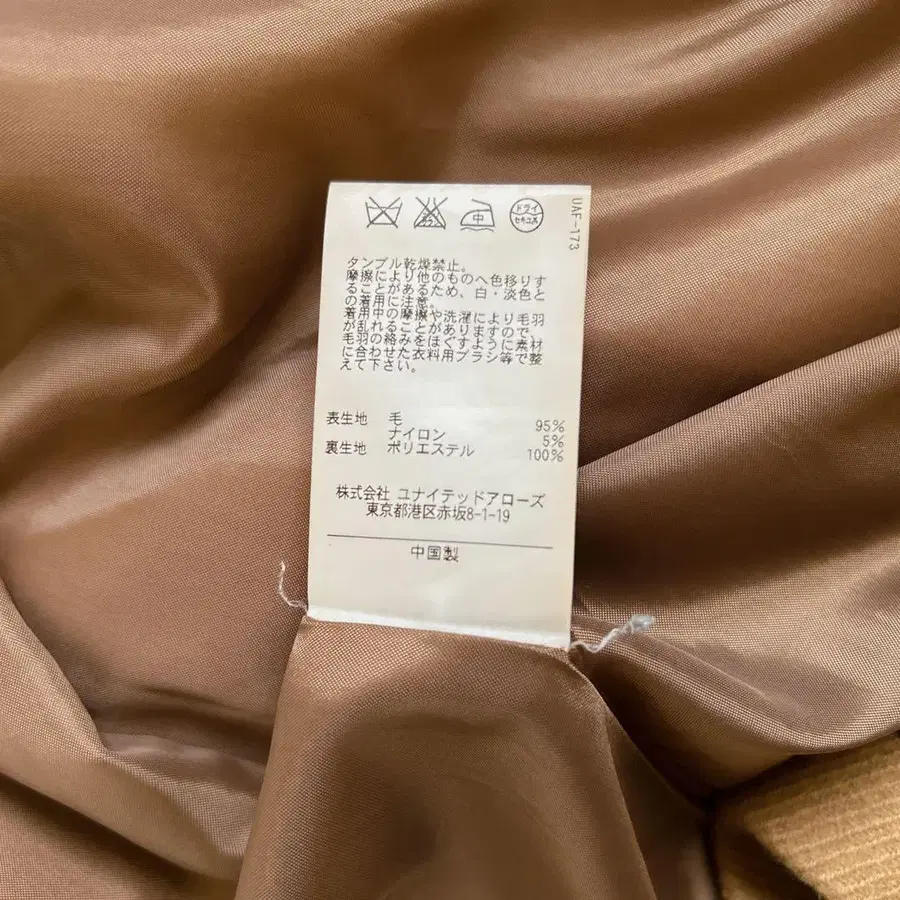 中
ドライ
セキユ系
UAF-173
タンブル乾燥禁止。
摩擦により他のものへ色移りす
ることがあるため、白・淡色と
の着用に注意。
着用中の摩擦や洗濯により毛羽
が乱れることがありますので、
毛羽の絡みをほぐすように素材
に合わせた衣料用ブラシ等で整
えて下さい。
表生地 毛 95%
ナイロン 5%
裏生地 ポリエステル 100%
株式会社 ユナイテッドアローズ
東京都港区赤坂8-1-19
中国製